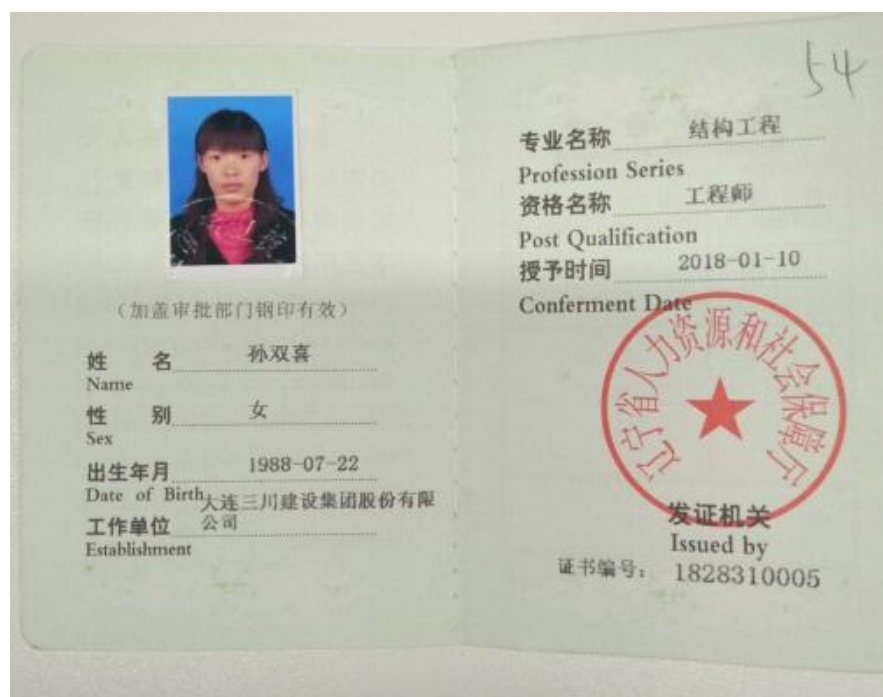 （加盖审批部门钢印有效）
姓 名 孙双喜
Name
性 别 女
Sex
出生年月 1988-07-22
Date of Birth
大连三川建设集团股份有限
工作单位 公司
Establishment
54
专业名称 结构工程
Profession Series
资格名称 工程师
Post Qualification
授予时间 2018-01-10
Conferment Date
辽宁省人力资源和社会保障厅
发证机关
Issued by
证书编号： 1828310005